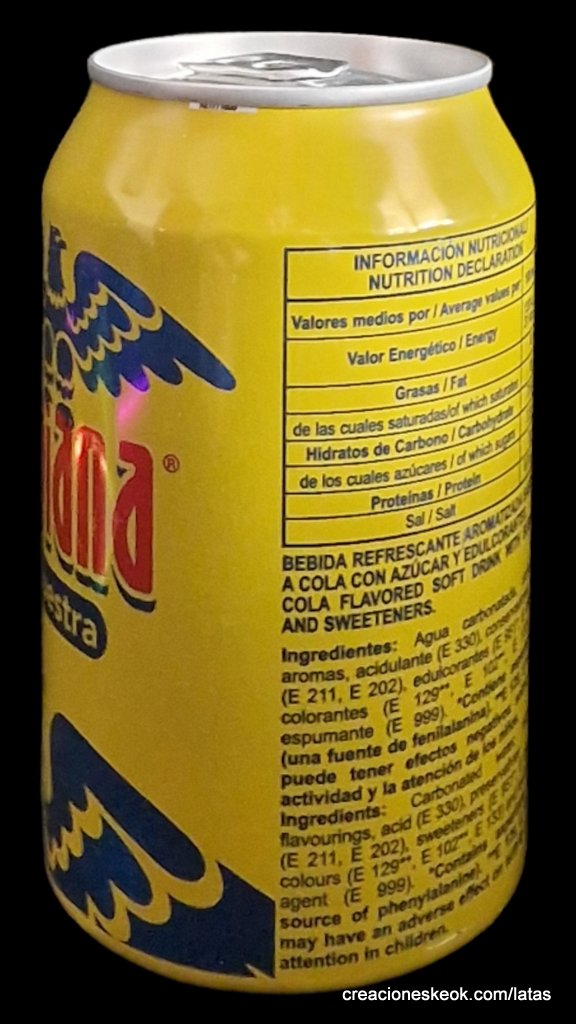 iana®
estra
INFORMACIÓN NUTRICIONAL/
NUTRITION DECLARATION
Valores medios por / Average values per
Valor Energético / Energy
Grasas / Fat
de las cuales saturadas/of which saturated
Hidratos de Carbono / Carbohydrate
de los cuales azúcares / of which sugars
Proteínas / Protein
Sal / Salt
BEBIDA REFRESCANTE AROMATIZADA
A COLA CON AZÚCAR Y EDULCORANTES
COLA FLAVORED SOFT DRINK WITH
AND SWEETENERS.
Ingredientes: Agua carbonatada,
aromas, acidulante (E 330),
(E 211, E 202), edulcorantes
colorantes (E 129**, E 102**,
espumante (E 999). *Contiene
(una fuente de fenilalanina).
puede tener efectos negativos
actividad y la atención de los niños.
Ingredients: Carbonated
flavourings, acid (E 330),
(E 211, E 202), sweeteners
colours (E 129**, E 102**,
agent (E 999). *Contains
source of phenylalanine).
may have an adverse effect on
attention in children.
creacioneskeok.com/latas